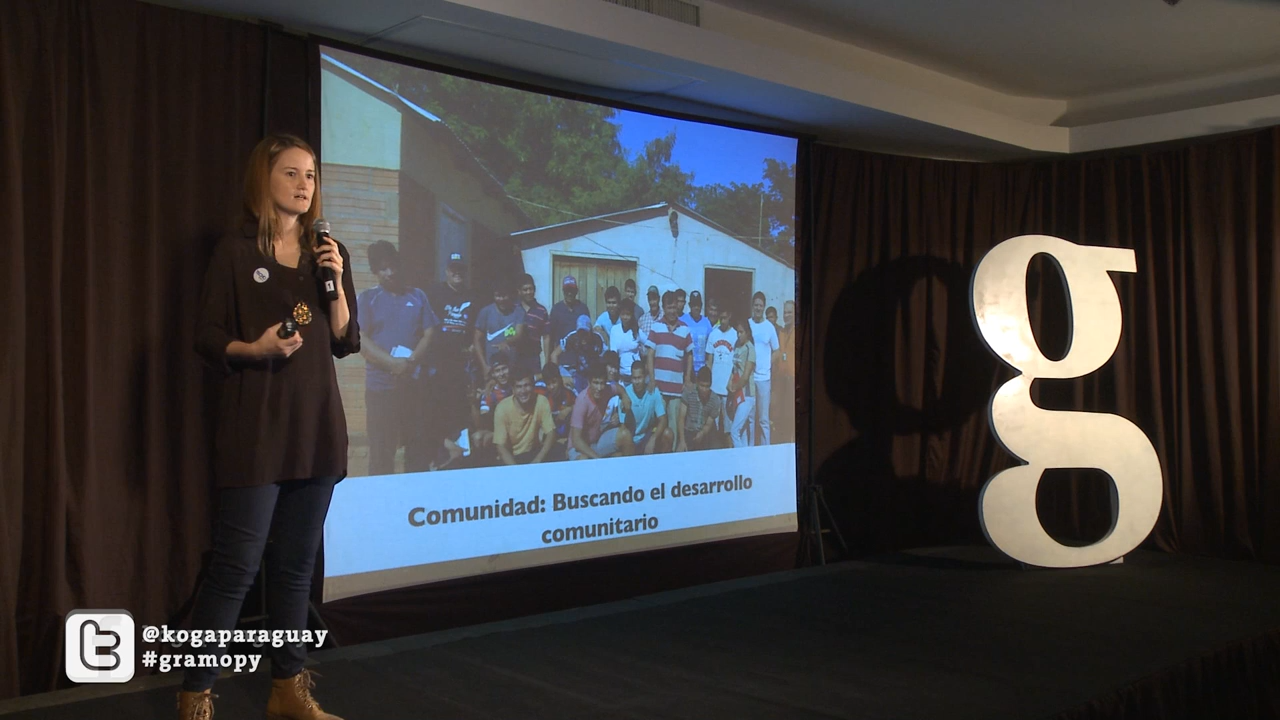 Comunidad: Buscando el desarrollo
comunitario
g
@kogaparaguay
#gramopy